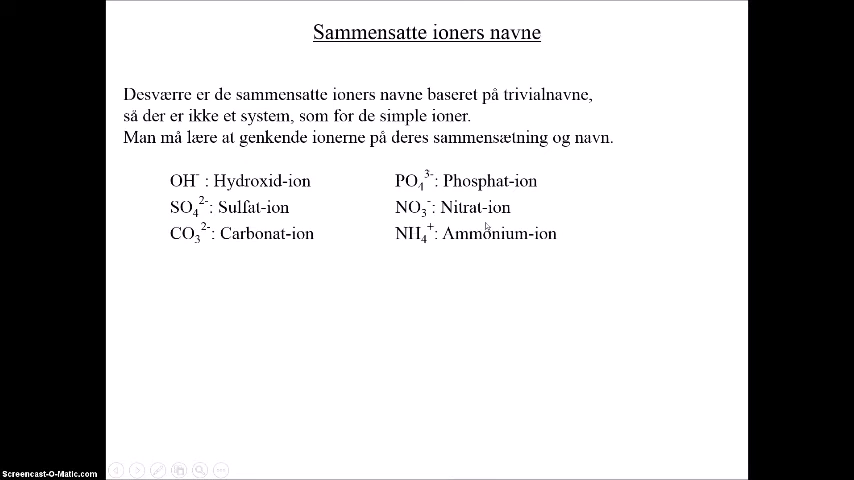 Sammensatte ioners navne
Desværre er de sammensatte ioners navne baseret på trivialnavne,
så der er ikke et system, som for de simple ioner.
Man må lære at genkende ionerne på deres sammensætning og navn.
OH⁻ : Hydroxid-ion
SO₄²⁻: Sulfat-ion
CO₃²⁻: Carbonat-ion
PO₄³⁻: Phosphat-ion
NO₃⁻: Nitrat-ion
NH₄⁺: Ammonium-ion
Screencast-O-Matic.com